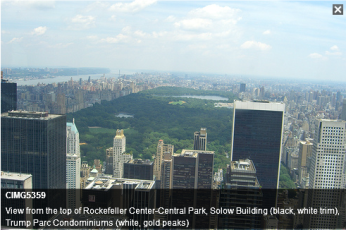 CIMG5359
View from the top of Rockefeller Center-Central Park, Solow Building (black, white trim),
Trump Parc Condominiums (white, gold peaks)